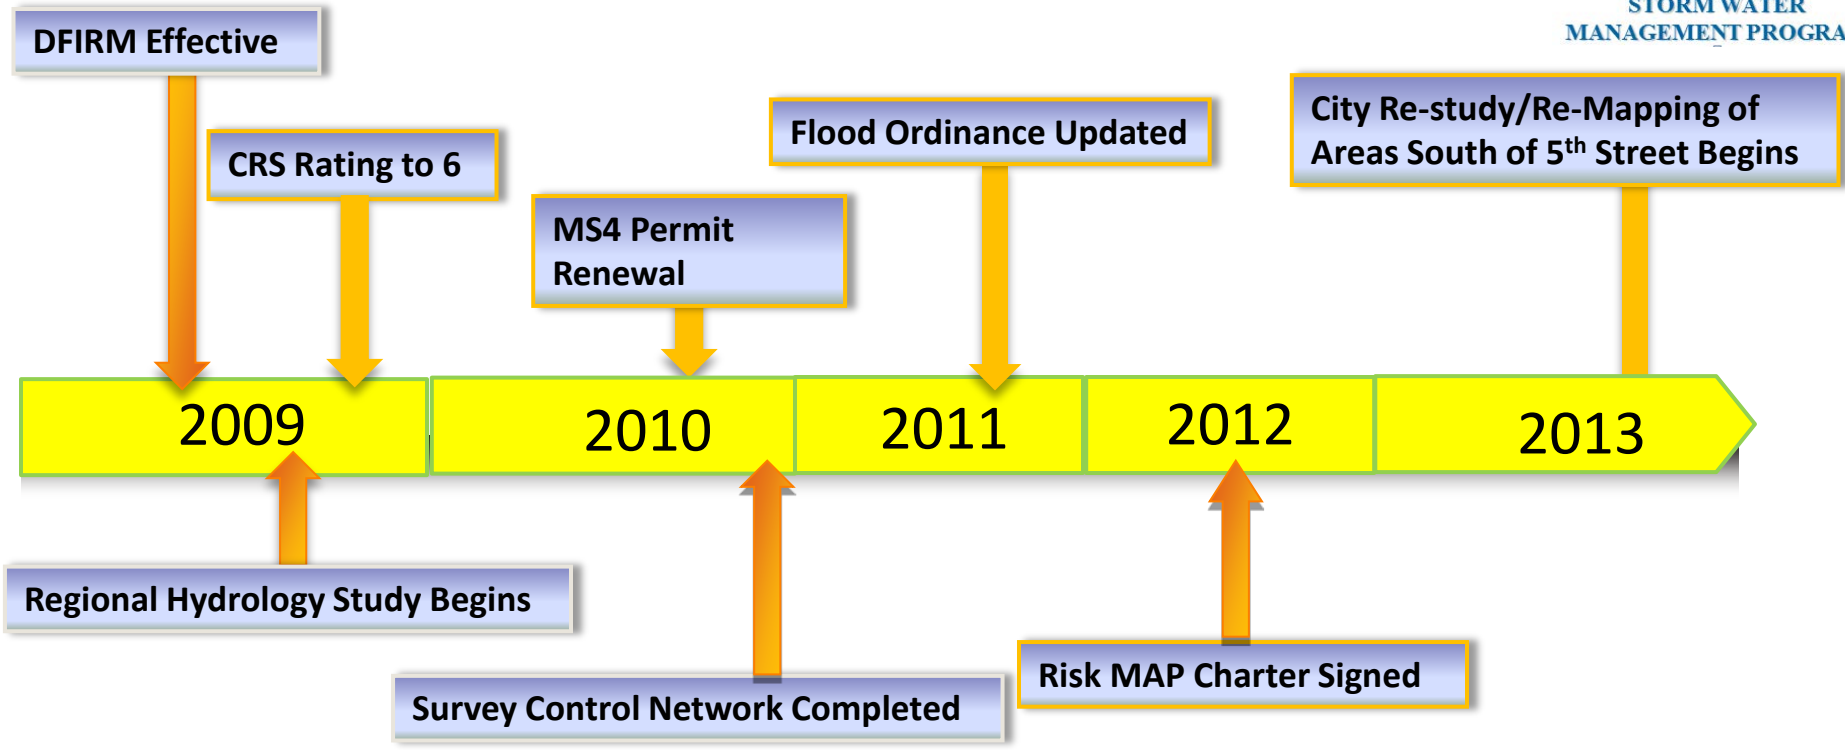 STORM WATER
MANAGEMENT PROGRA
DFIRM Effective
CRS Rating to 6
MS4 Permit
Renewal
Flood Ordinance Updated
City Re-study/Re-Mapping of
Areas South of 5th Street Begins
2009
2010
2011
2012
2013
Regional Hydrology Study Begins
Survey Control Network Completed
Risk MAP Charter Signed